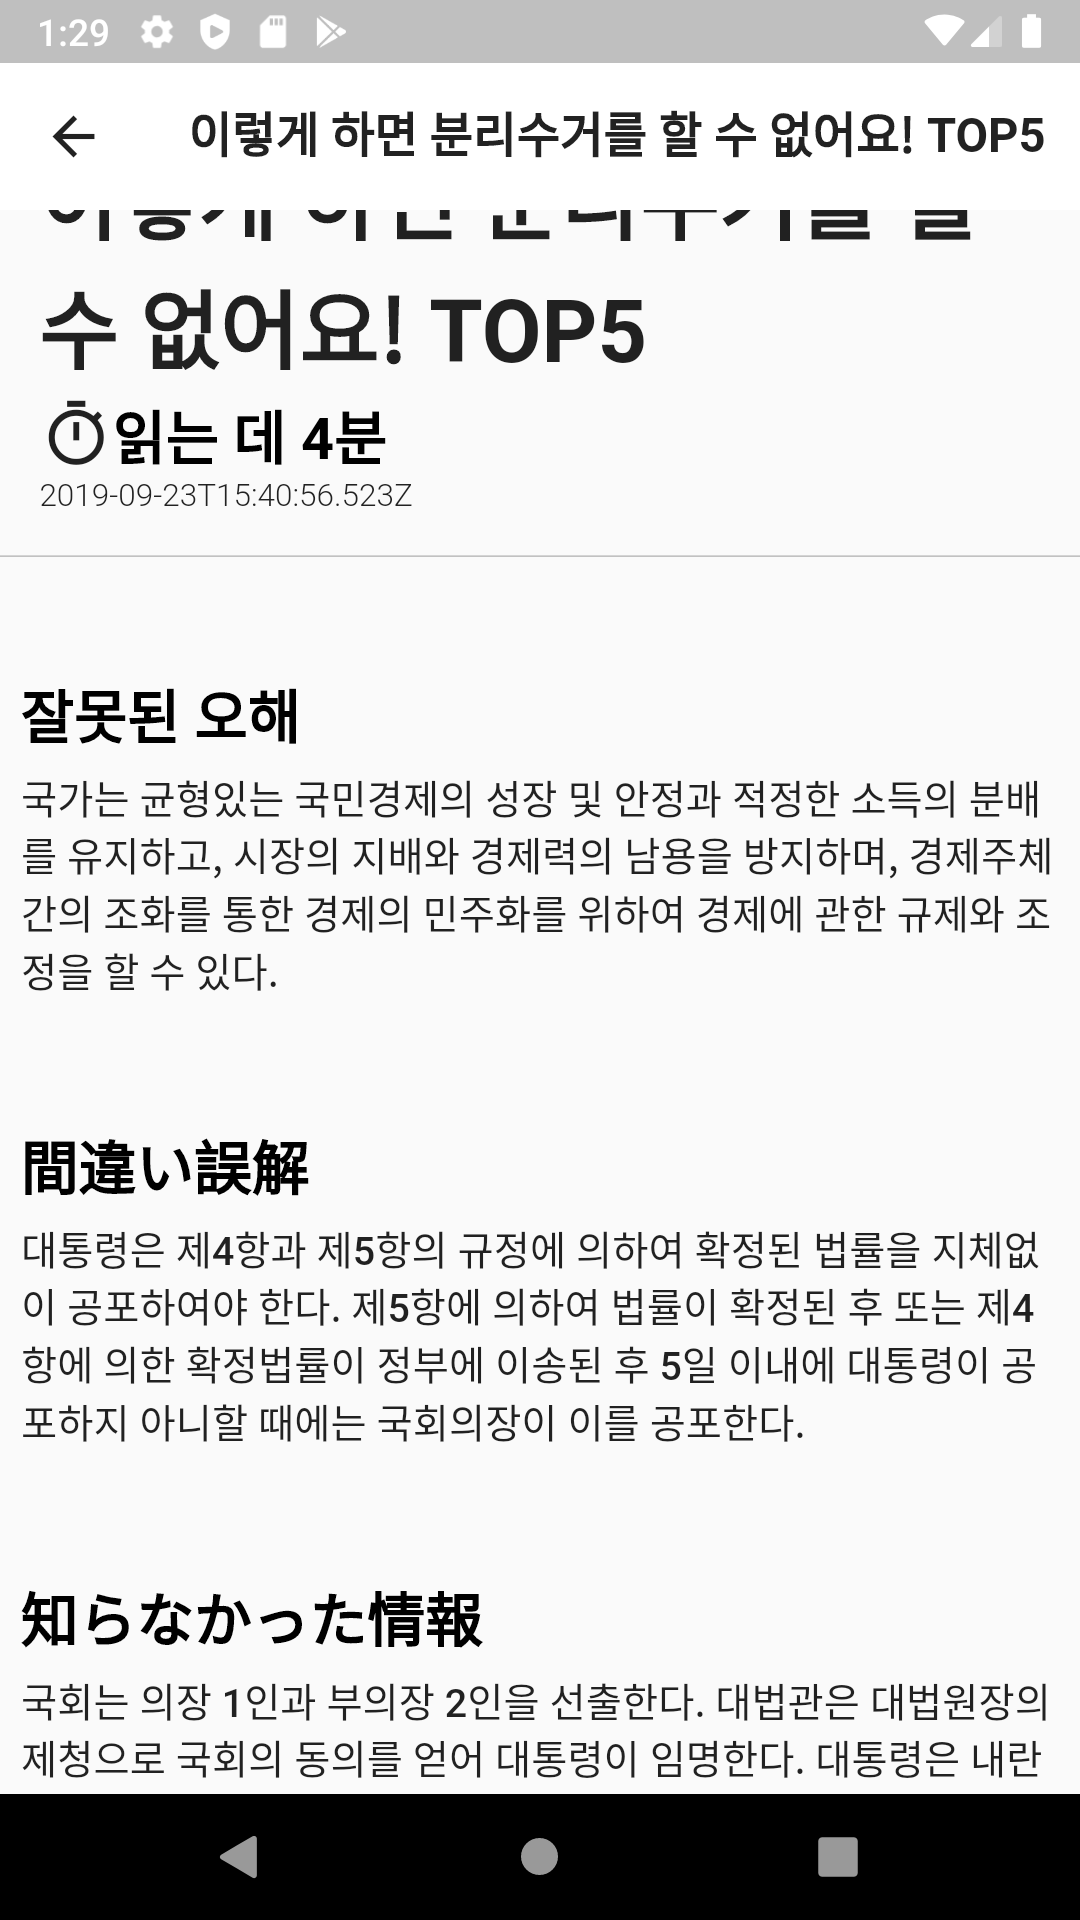 1:29
이렇게 하면 분리수거를 할 수 없어요! TOP5
이렇게 하면 분리수거를 할
수 없어요! TOP5
읽는 데 4분
2019-09-23T15:40:56.523Z
잘못된 오해
국가는 균형있는 국민경제의 성장 및 안정과 적정한 소득의 분배
를 유지하고, 시장의 지배와 경제력의 남용을 방지하며, 경제주체
간의 조화를 통한 경제의 민주화를 위하여 경제에 관한 규제와 조
정을 할 수 있다.
間違い誤解
대통령은 제4항과 제5항의 규정에 의하여 확정된 법률을 지체없
이 공포하여야 한다. 제5항에 의하여 법률이 확정된 후 또는 제4
항에 의한 확정법률이 정부에 이송된 후 5일 이내에 대통령이 공
포하지 아니할 때에는 국회의장이 이를 공포한다.
知らなかった情報
국회는 의장 1인과 부의장 2인을 선출한다. 대법관은 대법원장의
제청으로 국회의 동의를 얻어 대통령이 임명한다. 대통령은 내란